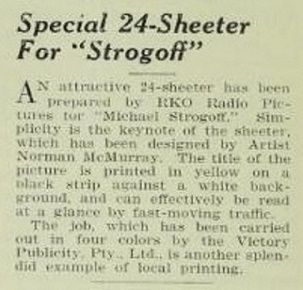 Special 24-Sheeter
For "Strogoff"
AN attractive 24-sheeter has been
prepared by RKO Radio Pic-
tures for "Michael Strogoff." Sim-
plicity is the keynote of the sheeter,
which has been designed by Artist
Norman McMurray. The title of the
picture is printed in yellow on a
black strip against a white back-
ground, and can effectively be read
at a glance by fast-moving traffic.
The job, which has been carried
out in four colors by the Victory
Publicity, Pty., Ltd., is another splen-
did example of local printing.